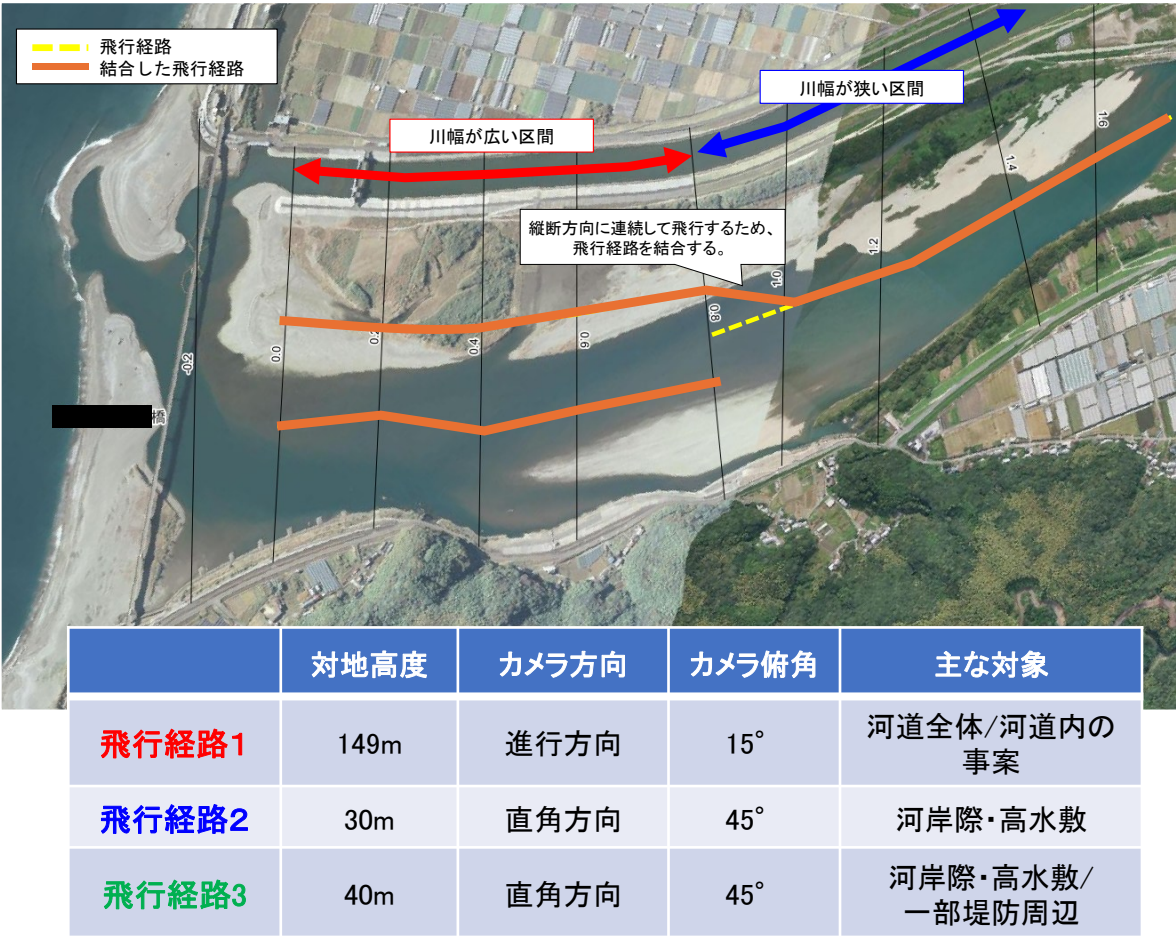 飛行経路
結合した飛行経路
川幅が広い区間
川幅が狭い区間
縦断方向に連続して飛行するため、
飛行経路を結合する。
-0.2
0.0
0.2
0.4
0.6
0.8
1.0
1.2
1.4
1.6
橋
対地高度 カメラ方向 カメラ俯角 主な対象
飛行経路1 149m 進行方向 15° 河道全体/河道内の
事案
飛行経路2 30m 直角方向 45° 河岸際・高水敷
飛行経路3 40m 直角方向 45° 河岸際・高水敷/
一部堤防周辺